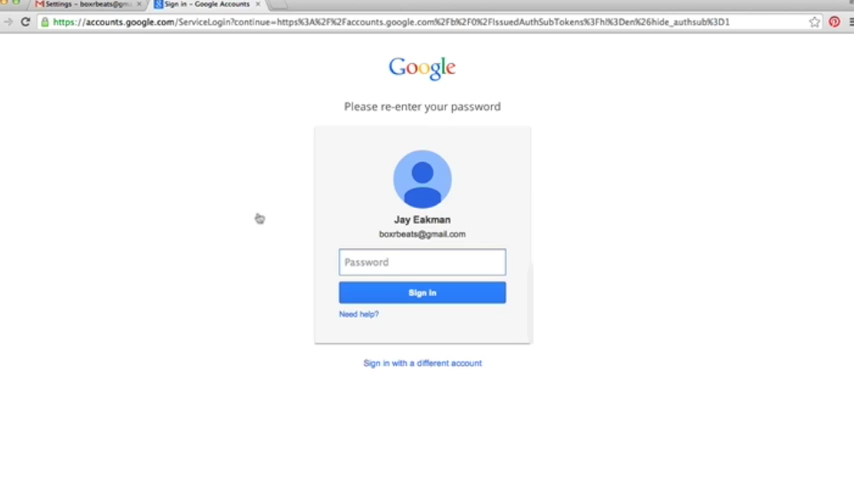 Settings - boxrbeats@gm
Sign in - Google Accounts
https://accounts.google.com/ServiceLogin?continue=https%3A%2F%2Faccounts.google.com%2Fb%2F0%2FIssuedAuthSubTokens%3Fhl%3Den%26hide_authsub%3D1
Google
Please re-enter your password
Jay Eakman
boxrbeats@gmail.com
Password
Sign in
Need help?
Sign in with a different account